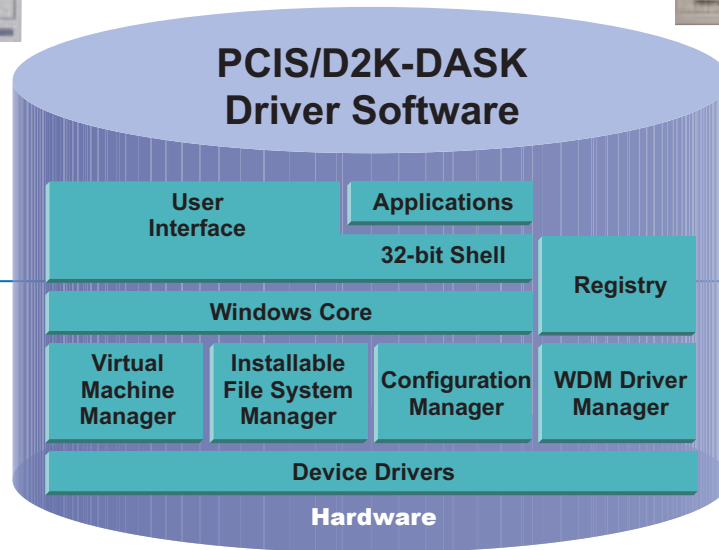 PCIS/D2K-DASK
Driver Software
User
Interface
Applications
32-bit Shell
Registry
Windows Core
Virtual
Machine
Manager
Installable
File System
Manager
Configuration
Manager
WDM Driver
Manager
Device Drivers
Hardware